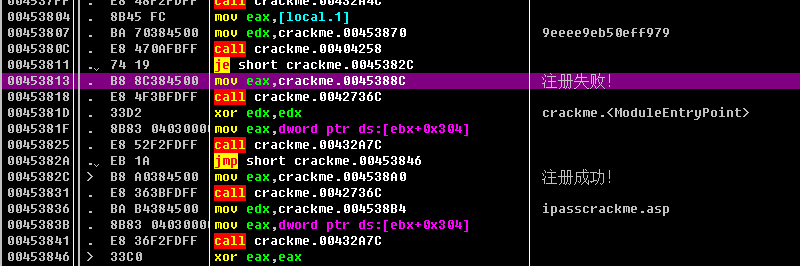 004537FF . E8 48F2FDFF call crackme.00432A4C
00453804 . 8B45 FC mov eax,[local.1]
00453807 . BA 70384500 mov edx,crackme.00453870 9eeee9eb50eff979
0045380C . E8 470AFBFF call crackme.00404258
00453811 .⌄ 74 19 je short crackme.0045382C
00453813 . B8 8C384500 mov eax,crackme.0045388C 注册失败!
00453818 . E8 4F3BFDFF call crackme.0042736C
0045381D . 33D2 xor edx,edx crackme.<ModuleEntryPoint>
0045381F . 8B83 04030000 mov eax,dword ptr ds:[ebx+0x304]
00453825 . E8 52F2FDFF call crackme.00432A7C
0045382A .⌄ EB 1A jmp short crackme.00453846
0045382C > B8 A0384500 mov eax,crackme.004538A0 注册成功!
00453831 . E8 363BFDFF call crackme.0042736C
00453836 . BA B4384500 mov edx,crackme.004538B4 ipasscrackme.asp
0045383B . 8B83 04030000 mov eax,dword ptr ds:[ebx+0x304]
00453841 . E8 36F2FDFF call crackme.00432A7C
00453846 > 33C0 xor eax,eax